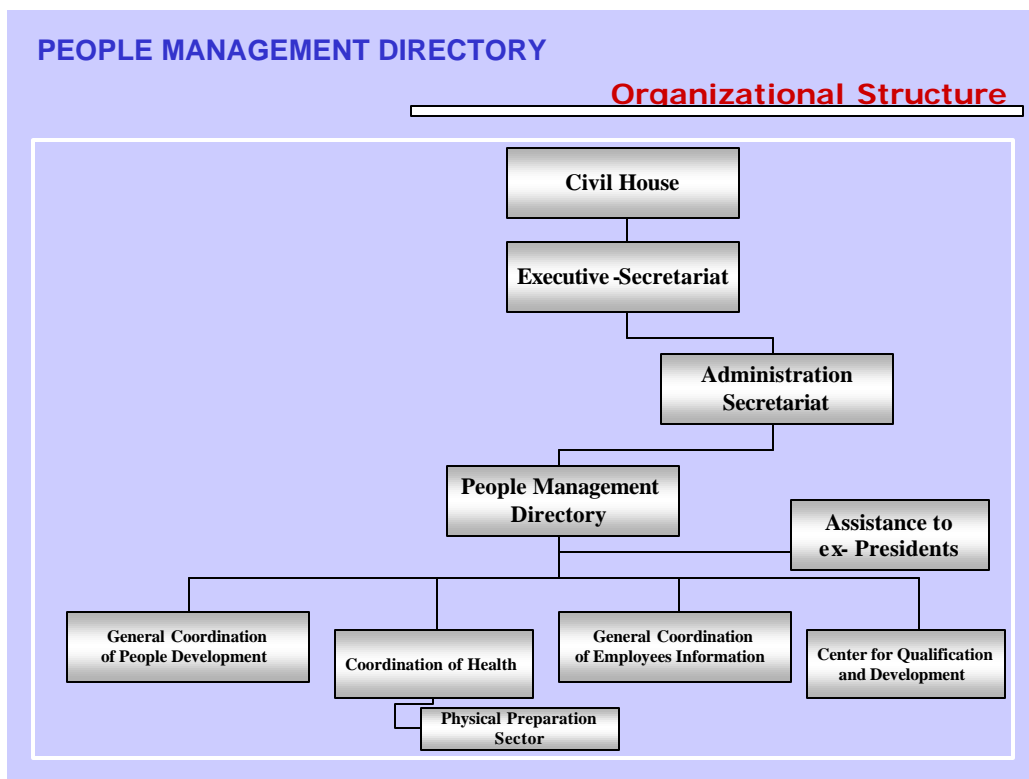 PEOPLE MANAGEMENT DIRECTORY
Organizational Structure
Civil House
Executive-Secretariat
Administration
Secretariat
People Management
Directory
Assistance to
ex- Presidents
General Coordination
of People Development
Coordination of Health
General Coordination
of Employees Information
Center for Qualification
and Development
Physical Preparation
Sector